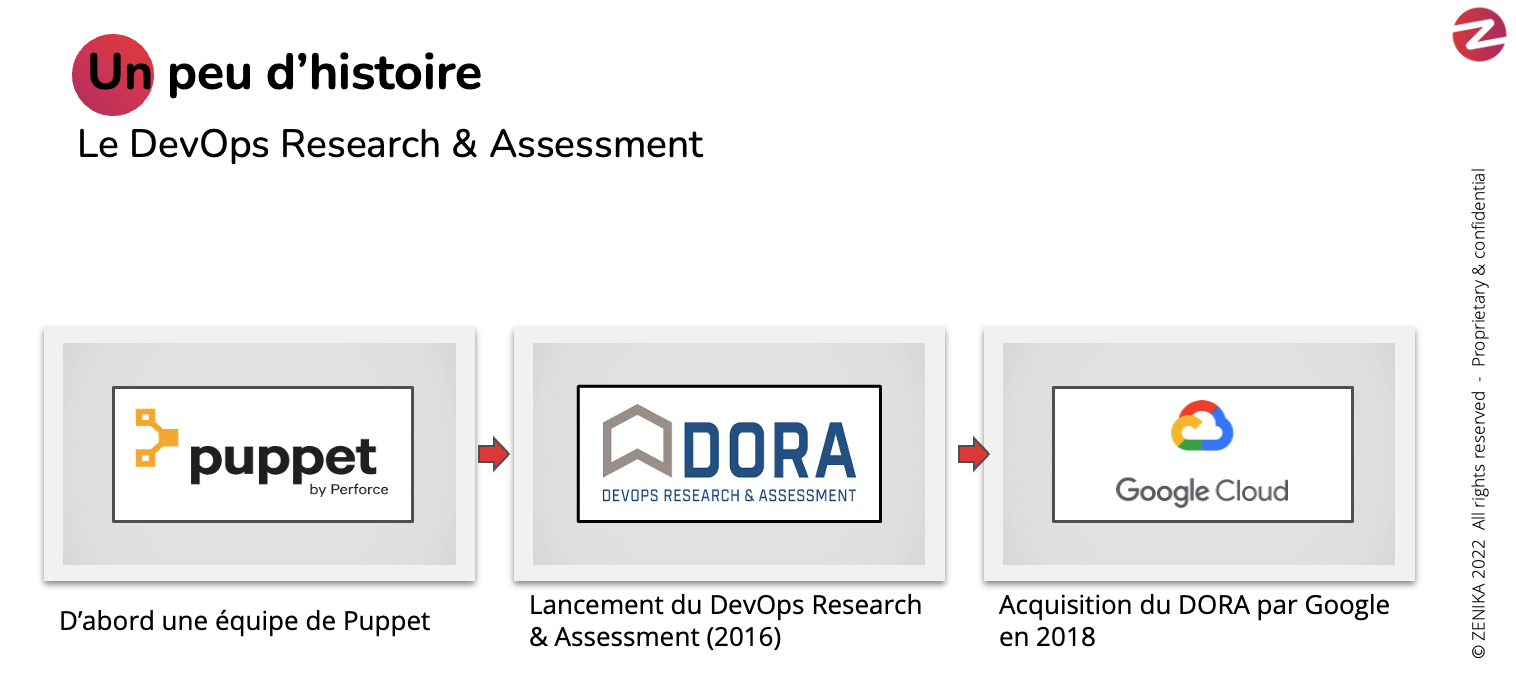 Un peu d’histoire
Le DevOps Research & Assessment
puppet
by Perforce
DORA
DEVOPS RESEARCH & ASSESSMENT
Google Cloud
D’abord une équipe de Puppet
Lancement du DevOps Research
& Assessment (2016)
Acquisition du DORA par Google
en 2018
© ZENIKA 2022 All rights reserved - Proprietary & confidential